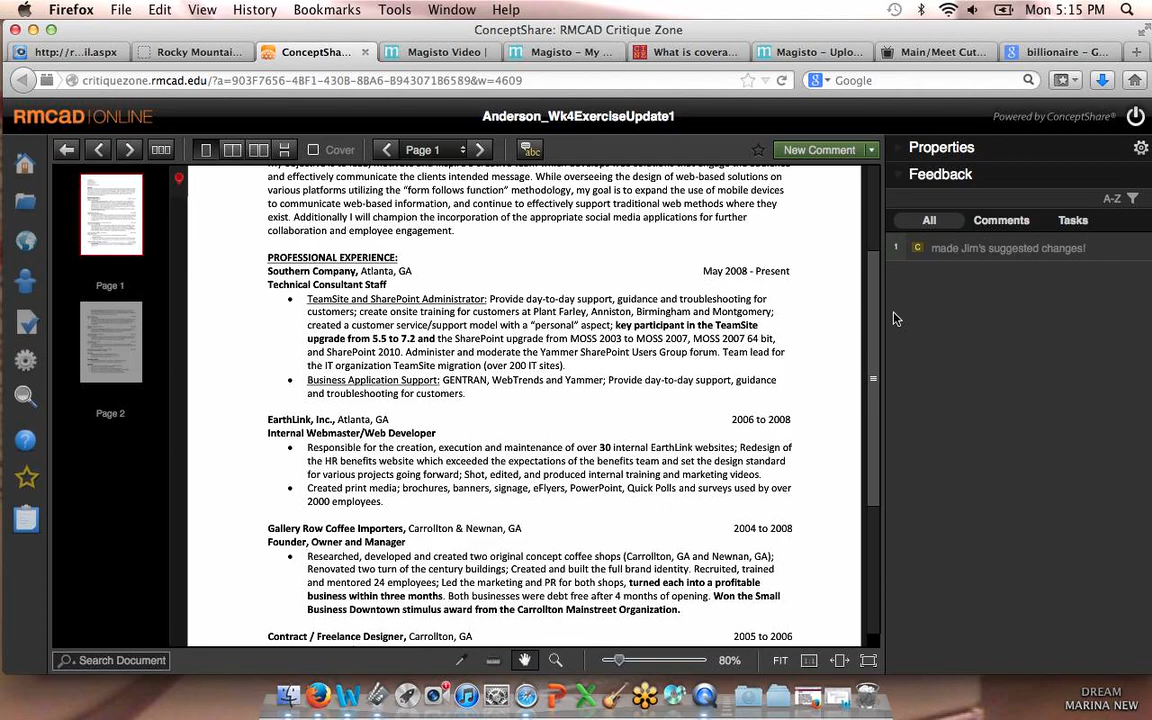 Firefox File Edit View History Bookmarks Tools Window Help Mon 5:15 PM
ConceptShare: RMCAD Critique Zone
http://r...il.aspx Rocky Mountai... ConceptSha... Magisto Video | Magisto - My ... What is covera... Magisto - Uplo... Main/Meet Cut... billionaire - G...
critiquezone.rmcad.edu/?a=903F7656-4BF1-430B-8BA6-B94307186589&w=4609 Google
RMCAD|ONLINE Anderson_Wk4ExerciseUpdate1 Powered by ConceptShare®
Cover Page 1 abc New Comment Properties
Feedback
A-Z
All Comments Tasks
1 C made Jim's suggested changes!
Page 1
Page 2
and effectively communicate the clients intended message. While overseeing the design of web-based solutions on
various platforms utilizing the "form follows function" methodology, my goal is to expand the use of mobile devices
to communicate web-based information, and continue to effectively support traditional web methods where they
exist. Additionally I will champion the incorporation of the appropriate social media applications for further
collaboration and employee engagement.
PROFESSIONAL EXPERIENCE:
Southern Company, Atlanta, GA May 2008 - Present
Technical Consultant Staff
• TeamSite and SharePoint Administrator: Provide day-to-day support, guidance and troubleshooting for
customers; create onsite training for customers at Plant Farley, Anniston, Birmingham and Montgomery;
created a customer service/support model with a "personal" aspect; key participant in the TeamSite
upgrade from 5.5 to 7.2 and the SharePoint upgrade from MOSS 2003 to MOSS 2007, MOSS 2007 64 bit,
and SharePoint 2010. Administer and moderate the Yammer SharePoint Users Group forum. Team lead for
the IT organization TeamSite migration (over 200 IT sites).
• Business Application Support: GENTRAN, WebTrends and Yammer; Provide day-to-day support, guidance
and troubleshooting for customers.
EarthLink, Inc., Atlanta, GA 2006 to 2008
Internal Webmaster/Web Developer
• Responsible for the creation, execution and maintenance of over 30 internal EarthLink websites; Redesign of
the HR benefits website which exceeded the expectations of the benefits team and set the design standard
for various projects going forward; Shot, edited, and produced internal training and marketing videos.
• Created print media; brochures, banners, signage, eFlyers, PowerPoint, Quick Polls and surveys used by over
2000 employees.
Gallery Row Coffee Importers, Carrollton & Newnan, GA 2004 to 2008
Founder, Owner and Manager
• Researched, developed and created two original concept coffee shops (Carrollton, GA and Newnan, GA);
Renovated two turn of the century buildings; Created and built the full brand identity. Recruited, trained
and mentored 24 employees; Led the marketing and PR for both shops, turned each into a profitable
business within three months. Both businesses were debt free after 4 months of opening. Won the Small
Business Downtown stimulus award from the Carrollton Mainstreet Organization.
Contract / Freelance Designer, Carrollton, GA 2005 to 2006
Search Document 80% FIT 1:1
DREAM
MARINA NEW